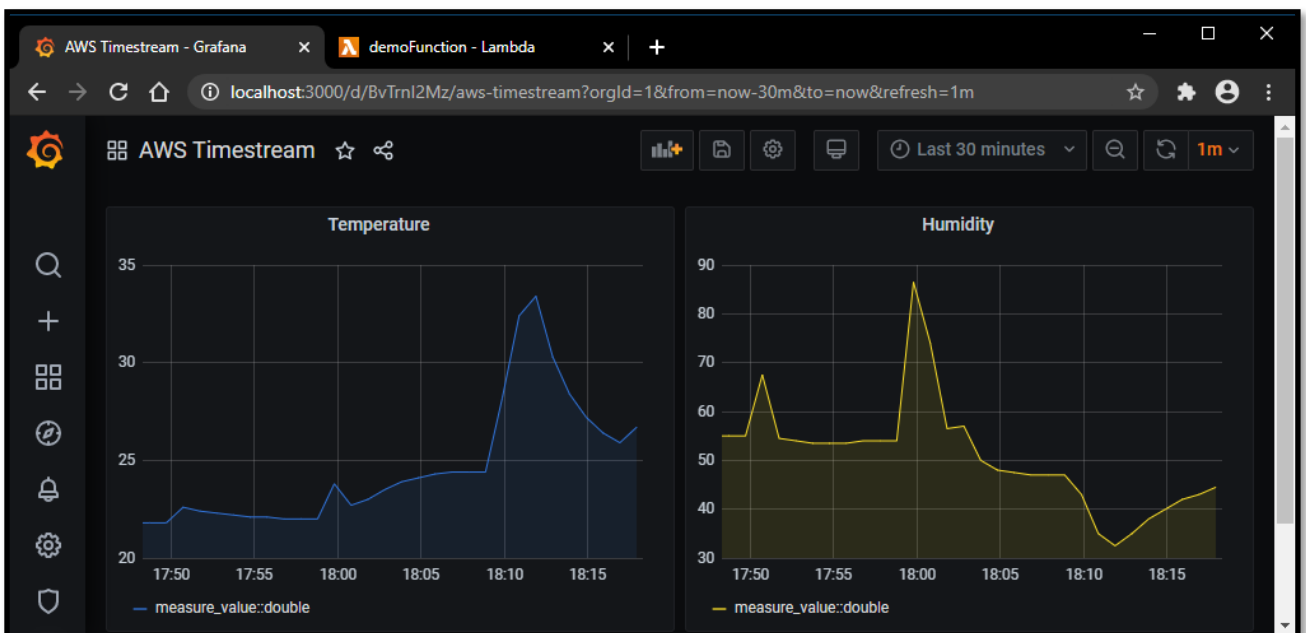 AWS Timestream - Grafana
demoFunction - Lambda
localhost:3000/d/BvTrnI2Mz/aws-timestream?orgId=1&from=now-30m&to=now&refresh=1m
AWS Timestream
Last 30 minutes
1m
Temperature
35
30
25
20
17:50 17:55 18:00 18:05 18:10 18:15
measure_value::double
Humidity
90
80
70
60
50
40
30
17:50 17:55 18:00 18:05 18:10 18:15
measure_value::double